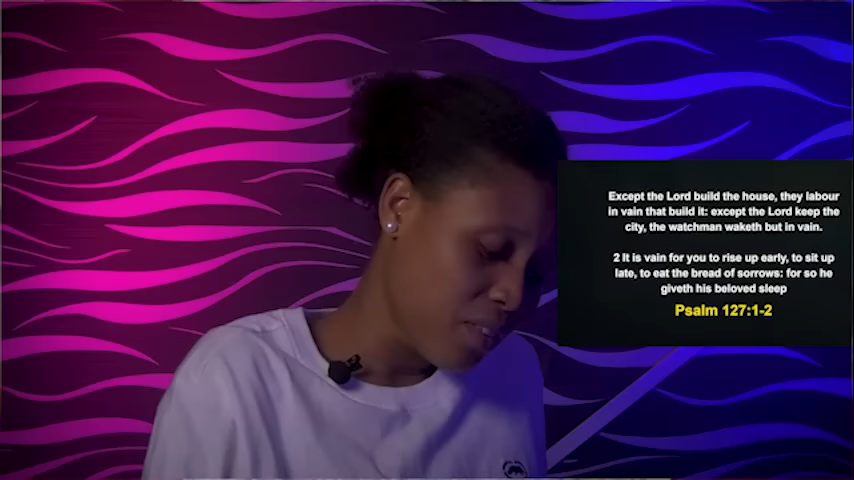 Except the Lord build the house, they labour
in vain that build it: except the Lord keep the
city, the watchman waketh but in vain.
2 It is vain for you to rise up early, to sit up
late, to eat the bread of sorrows: for so he
giveth his beloved sleep
Psalm 127:1-2